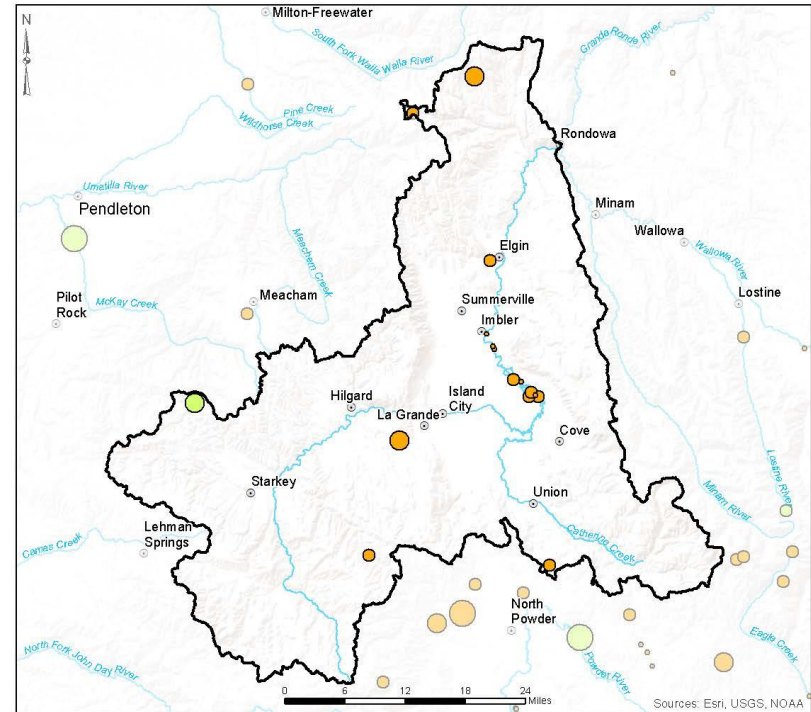 N
Milton-Freewater
South Fork Walla Walla River
Grande Ronde River
Pine Creek
Wildhorse Creek
Rondowa
Umatilla River
Pendleton
Minam
Wallowa
Wallowa River
Meacham Creek
Elgin
McKay Creek
Meacham
Lostine
Pilot
Rock
Summerville
Imbler
Hilgard
Island
City
La Grande
Cove
Starkey
Union
Lostine River
Minam River
Lehman
Springs
Camas Creek
Catherine Creek
North
Powder
Powder River
Eagle Creek
North Fork John Day River
0 6 12 18 24
Miles
Sources: Esri, USGS, NOAA